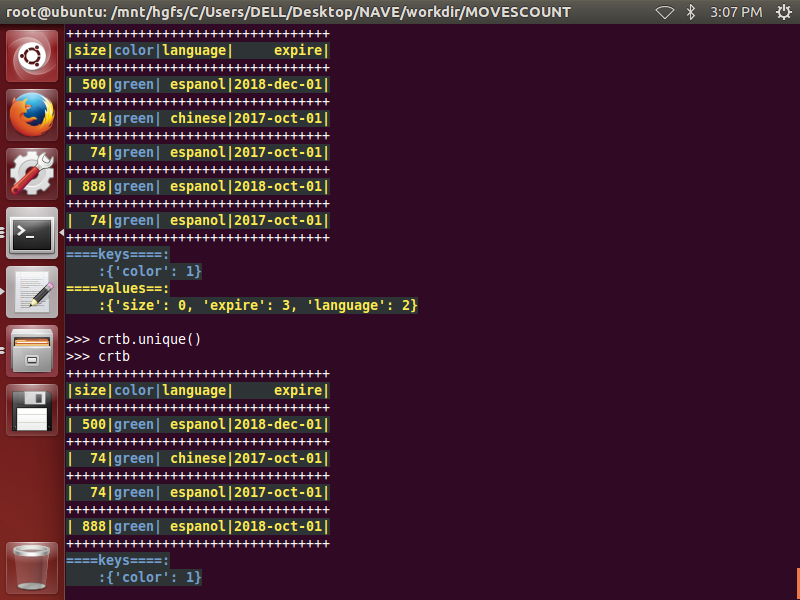 root@ubuntu: /mnt/hgfs/C/Users/DELL/Desktop/NAVE/workdir/MOVESCOUNT 3:07 PM
+++++++++++++++++++++++++++++++++
|size|color|language|     expire|
+++++++++++++++++++++++++++++++++
| 500|green| espanol|2018-dec-01|
+++++++++++++++++++++++++++++++++
|  74|green| chinese|2017-oct-01|
+++++++++++++++++++++++++++++++++
|  74|green| espanol|2017-oct-01|
+++++++++++++++++++++++++++++++++
| 888|green| espanol|2018-oct-01|
+++++++++++++++++++++++++++++++++
|  74|green| espanol|2017-oct-01|
+++++++++++++++++++++++++++++++++
====keys====:
    :{'color': 1}
====values==:
    :{'size': 0, 'expire': 3, 'language': 2}
>>> crtb.unique()
>>> crtb
+++++++++++++++++++++++++++++++++
|size|color|language|     expire|
+++++++++++++++++++++++++++++++++
| 500|green| espanol|2018-dec-01|
+++++++++++++++++++++++++++++++++
|  74|green| chinese|2017-oct-01|
+++++++++++++++++++++++++++++++++
|  74|green| espanol|2017-oct-01|
+++++++++++++++++++++++++++++++++
| 888|green| espanol|2018-oct-01|
+++++++++++++++++++++++++++++++++
====keys====:
    :{'color': 1}